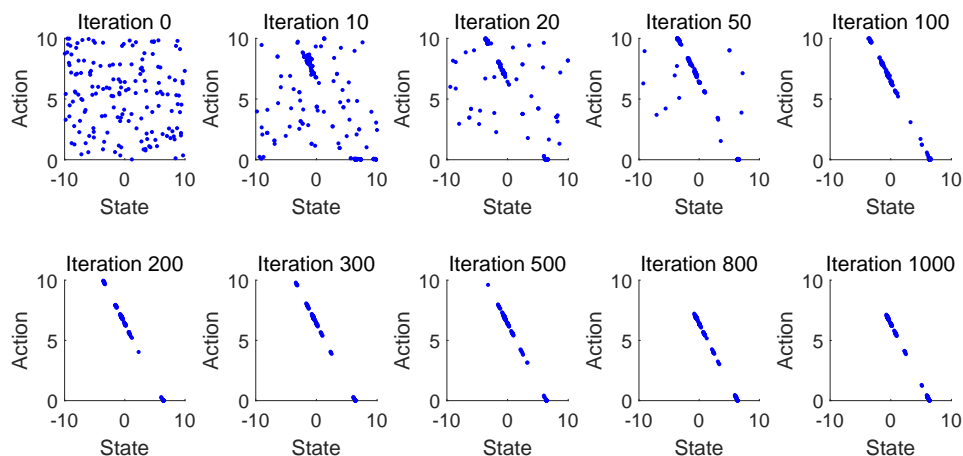 Iteration 0 Iteration 10 Iteration 20 Iteration 50 Iteration 100
10 10 10 10 10
Action Action Action Action Action
5 5 5 5 5
0 0 0 0 0
-10 0 10 -10 0 10 -10 0 10 -10 0 10 -10 0 10
State State State State State
Iteration 200 Iteration 300 Iteration 500 Iteration 800 Iteration 1000
10 10 10 10 10
Action Action Action Action Action
5 5 5 5 5
0 0 0 0 0
-10 0 10 -10 0 10 -10 0 10 -10 0 10 -10 0 10
State State State State State